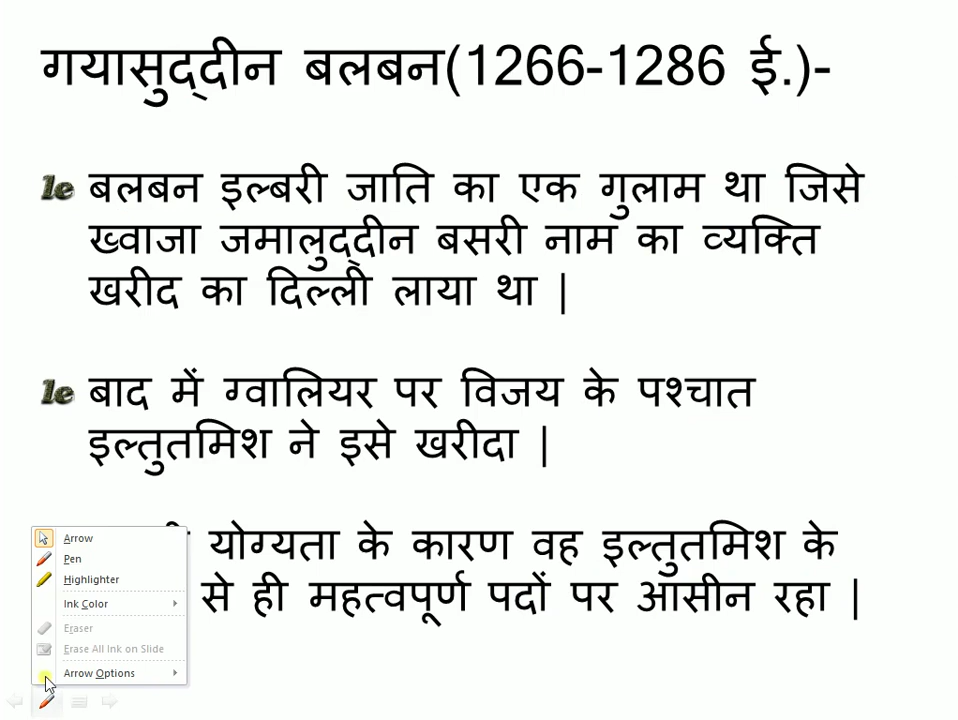 गयासुद्दीन बलबन(1266-1286 ई.)-
बलबन इल्बरी जाति का एक गुलाम था जिसे
ख्वाजा जमालुद्दीन बसरी नाम का व्यक्ति
खरीद का दिल्ली लाया था |
बाद में ग्वालियर पर विजय के पश्चात
इल्तुतमिश ने इसे खरीदा |
योग्यता के कारण वह इल्तुतमिश के
से ही महत्वपूर्ण पदों पर आसीन रहा |
Arrow
Pen
Highlighter
Ink Color
Eraser
Erase All Ink on Slide
Arrow Options